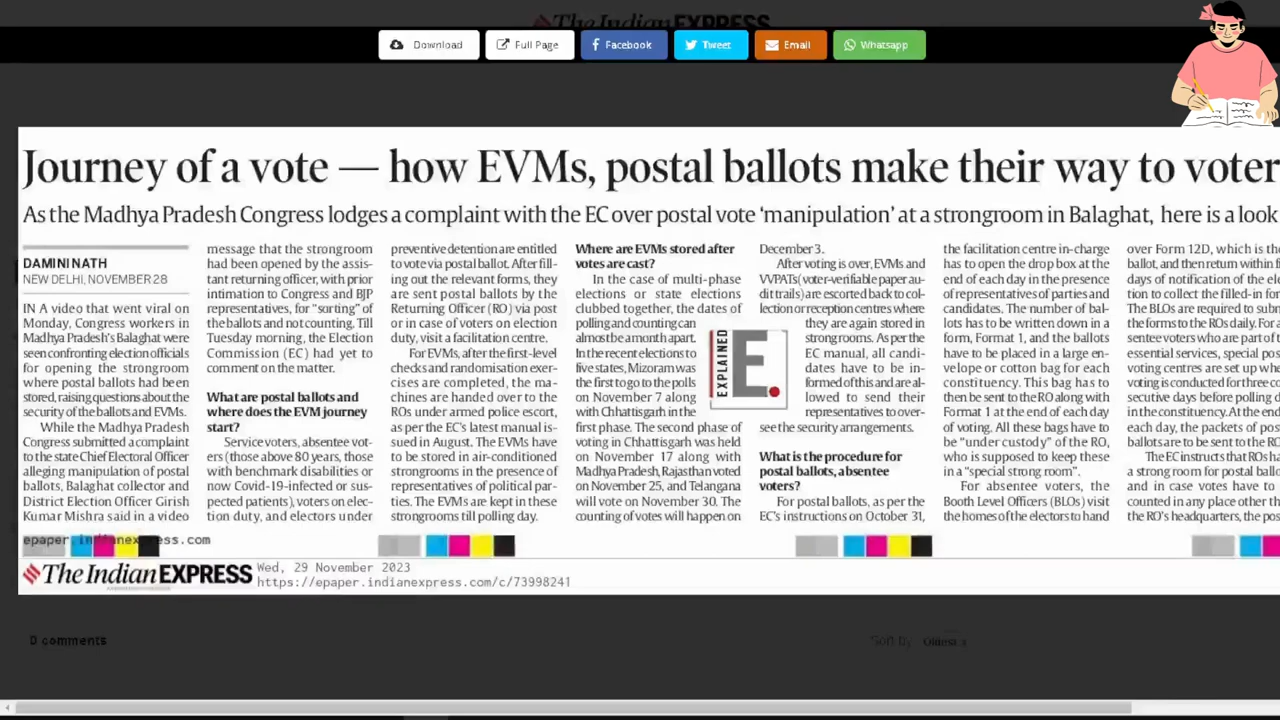 The Indian EXPRESS
Download
Full Page
Facebook
Tweet
Email
Whatsapp
Journey of a vote — how EVMs, postal ballots make their way to voter
As the Madhya Pradesh Congress lodges a complaint with the EC over postal vote ‘manipulation’ at a strongroom in Balaghat, here is a look
DAMINI NATH
NEW DELHI, NOVEMBER 28
IN A video that went viral on
Monday, Congress workers in
Madhya Pradesh's Balaghat were
seen confronting election officials
for opening the strongroom
where postal ballots had been
stored, raising questions about the
security of the ballots and EVMs.
While the Madhya Pradesh
Congress submitted a complaint
to the state Chief Electoral Officer
alleging manipulation of postal
ballots, Balaghat collector and
District Election Officer Girish
Kumar Mishra said in a video
message that the strongroom
had been opened by the assis-
tant returning officer, with prior
intimation to Congress and BJP
representatives, for “sorting” of
the ballots and not counting. Till
Tuesday morning, the Election
Commission (EC) had yet to
comment on the matter.
What are postal ballots and
where does the EVM journey
start?
Service voters, absentee vot-
ers (those above 80 years, those
with benchmark disabilities or
now Covid-19-infected or sus-
pected patients), voters on elec-
tion duty, and electors under
preventive detention are entitled
to vote via postal ballot. After fill-
ing out the relevant forms, they
are sent postal ballots by the
Returning Officer (RO) via post
or in case of voters on election
duty, visit a facilitation centre.
For EVMs, after the first-level
checks and randomisation exer-
cises are completed, the ma-
chines are handed over to the
ROs under armed police escort,
as per the EC's latest manual is-
sued in August. The EVMs have
to be stored in air-conditioned
strongrooms in the presence of
representatives of political par-
ties. The EVMs are kept in these
strongrooms till polling day.
Where are EVMs stored after
votes are cast?
In the case of multi-phase
elections or state elections
clubbed together, the dates of
polling and counting can
almost be a month apart.
In the recent elections to
five states, Mizoram was
the first to go to the polls
on November 7 along
with Chhattisgarh in the
first phase. The second phase of
voting in Chhattisgarh was held
on November 17 along with
Madhya Pradesh, Rajasthan voted
on November 25, and Telangana
will vote on November 30. The
counting of votes will happen on
EXPLAINED
E.
December 3.
After voting is over, EVMs and
VVPATs (voter-verifiable paper au-
dit trails) are escorted back to col-
lection or reception centres where
they are again stored in
strongrooms. As per the
EC manual, all candi-
dates have to be in-
formed of this and are al-
lowed to send their
representatives to over-
see the security arrangements.
What is the procedure for
postal ballots, absentee
voters?
For postal ballots, as per the
EC's instructions on October 31,
the facilitation centre in-charge
has to open the drop box at the
end of each day in the presence
of representatives of parties and
candidates. The number of bal-
lots has to be written down in a
form, Format 1, and the ballots
have to be placed in a large en-
velope or cotton bag for each
constituency. This bag has to
then be sent to the RO along with
Format 1 at the end of each day
of voting. All these bags have to
be “under custody” of the RO,
who is supposed to keep these
in a “special strong room”.
For absentee voters, the
Booth Level Officers (BLOs) visit
the homes of the electors to hand
over Form 12D, which is the
ballot, and then return within fi
days of notification of the ele
tion to collect the filled-in for
The BLOs are required to subm
the forms to the ROs daily. For a
sentee voters who are part of t
essential services, special pos
voting centres are set up whe
voting is conducted for three co
secutive days before polling d
in the constituency. At the end
each day, the packets of post
ballots are to be sent to the RO
The EC instructs that ROs ha
a strong room for postal ballo
and in case votes have to
counted in any place other th
the RO's headquarters, the pos
epaper.indianexpress.com
The Indian EXPRESS
Wed, 29 November 2023
https://epaper.indianexpress.com/c/73998241
0 comments
Sort by
Oldest